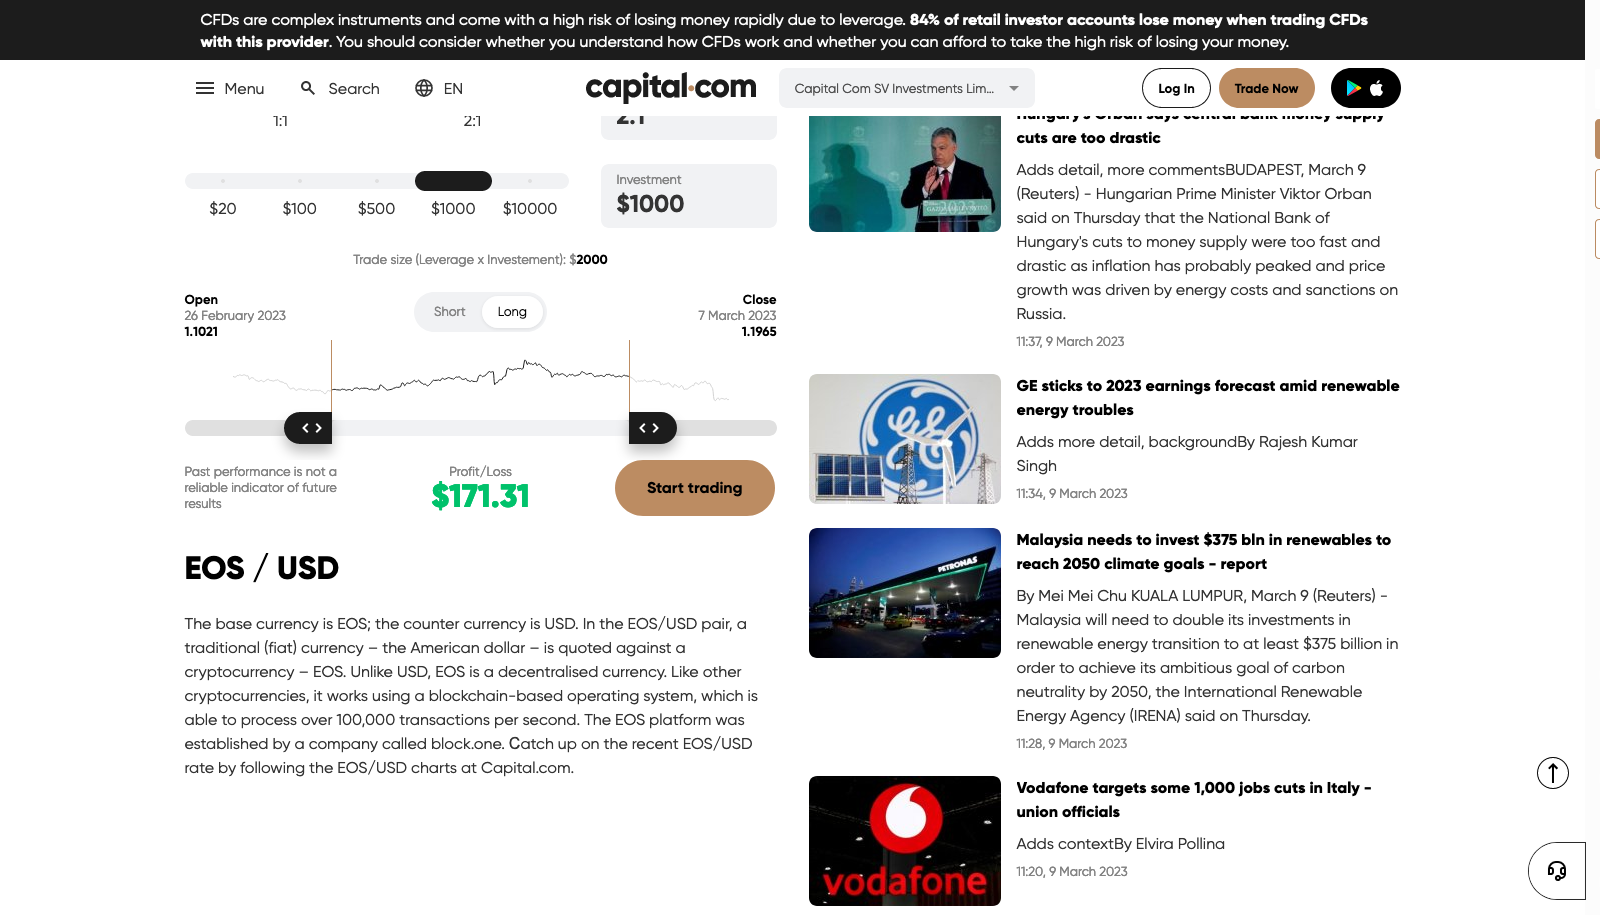 CFDs are complex instruments and come with a high risk of losing money rapidly due to leverage. 84% of retail investor accounts lose money when trading CFDs
with this provider. You should consider whether you understand how CFDs work and whether you can afford to take the high risk of losing your money.
Menu
Search
EN
capital.com
Capital Com SV Investments Lim...
Log In
Trade Now
1:1
2:1
2:1
$20
$100
$500
$1000
$10000
Investment
$1000
Trade size (Leverage x Investement): $2000
Open
26 February 2023
1.1021
Short
Long
Close
7 March 2023
1.1965
Past performance is not a
reliable indicator of future
results
Profit/Loss
$171.31
Start trading
EOS / USD
The base currency is EOS; the counter currency is USD. In the EOS/USD pair, a
traditional (fiat) currency – the American dollar – is quoted against a
cryptocurrency – EOS. Unlike USD, EOS is a decentralised currency. Like other
cryptocurrencies, it works using a blockchain-based operating system, which is
able to process over 100,000 transactions per second. The EOS platform was
established by a company called block.one. Catch up on the recent EOS/USD
rate by following the EOS/USD charts at Capital.com.
Hungary's Orban says central bank money supply
cuts are too drastic
Adds detail, more commentsBUDAPEST, March 9
(Reuters) - Hungarian Prime Minister Viktor Orban
said on Thursday that the National Bank of
Hungary's cuts to money supply were too fast and
drastic as inflation has probably peaked and price
growth was driven by energy costs and sanctions on
Russia.
11:37, 9 March 2023
GE sticks to 2023 earnings forecast amid renewable
energy troubles
Adds more detail, backgroundBy Rajesh Kumar
Singh
11:34, 9 March 2023
PETRONAS
Malaysia needs to invest $375 bln in renewables to
reach 2050 climate goals - report
By Mei Mei Chu KUALA LUMPUR, March 9 (Reuters) -
Malaysia will need to double its investments in
renewable energy transition to at least $375 billion in
order to achieve its ambitious goal of carbon
neutrality by 2050, the International Renewable
Energy Agency (IRENA) said on Thursday.
11:28, 9 March 2023
vodafone
Vodafone targets some 1,000 jobs cuts in Italy -
union officials
Adds contextBy Elvira Pollina
11:20, 9 March 2023